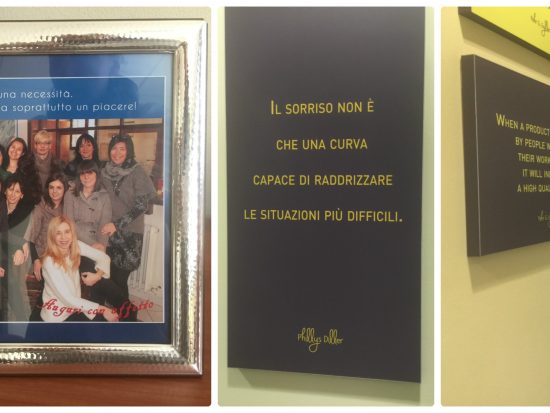 una necessità.
a soprattutto un piacere!
Auguri con affetto
IL SORRISO NON È
CHE UNA CURVA
CAPACE DI RADDRIZZARE
LE SITUAZIONI PIÙ DIFFICILI.
Phillys Diller
WHEN A PRODUCT
BY PEOPLE W
THEIR WORK
IT WILL IN
A HIGH QUA